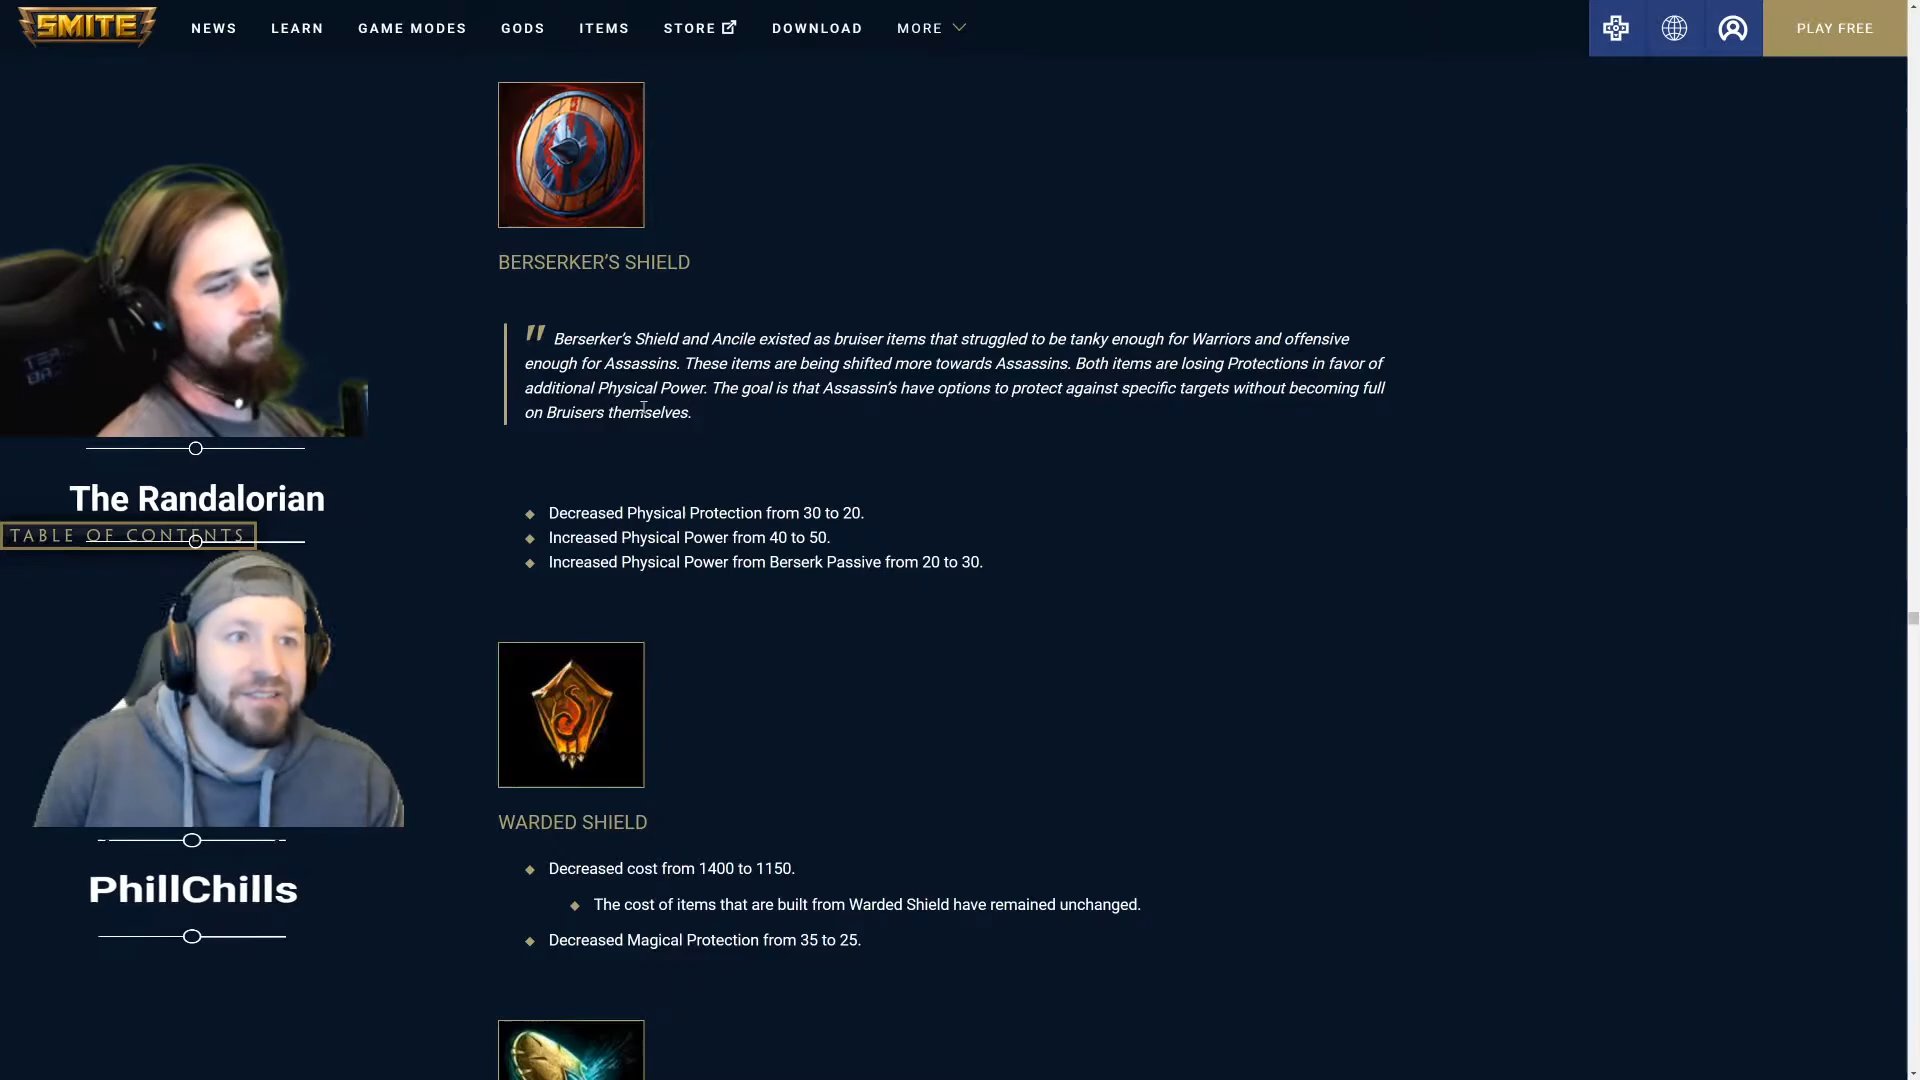 SMITE
NEWS LEARN GAME MODES GODS ITEMS STORE DOWNLOAD MORE PLAY FREE
BERSERKER’S SHIELD
" Berserker’s Shield and Ancile existed as bruiser items that struggled to be tanky enough for Warriors and offensive
enough for Assassins. These items are being shifted more towards Assassins. Both items are losing Protections in favor of
additional Physical Power. The goal is that Assassin’s have options to protect against specific targets without becoming full
on Bruisers themselves.
The Randalorian
TABLE OF CONTENTS
Decreased Physical Protection from 30 to 20.
Increased Physical Power from 40 to 50.
Increased Physical Power from Berserk Passive from 20 to 30.
PhillChills
WARDED SHIELD
Decreased cost from 1400 to 1150.
The cost of items that are built from Warded Shield have remained unchanged.
Decreased Magical Protection from 35 to 25.